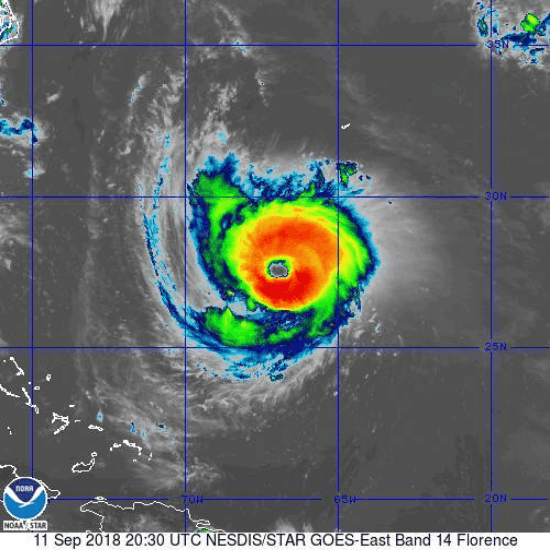 35N
30N
25N
70W 65W 20N
NOAA
NOAA STAR
11 Sep 2018 20:30 UTC NESDIS/STAR GOES-East Band 14 Florence